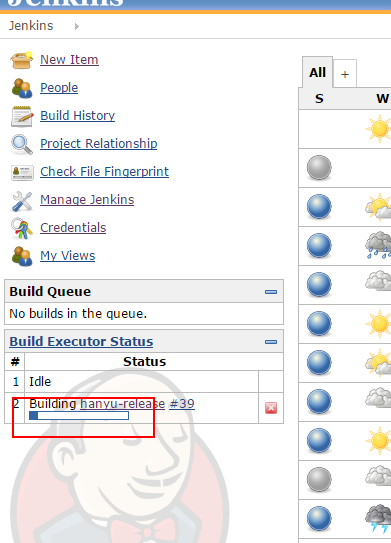 Jenkins
Jenkins
New Item
People
Build History
Project Relationship
Check File Fingerprint
Manage Jenkins
Credentials
My Views
Build Queue
No builds in the queue.
Build Executor Status
# Status
1 Idle
2 Building hanyu-release #39
All +
S W